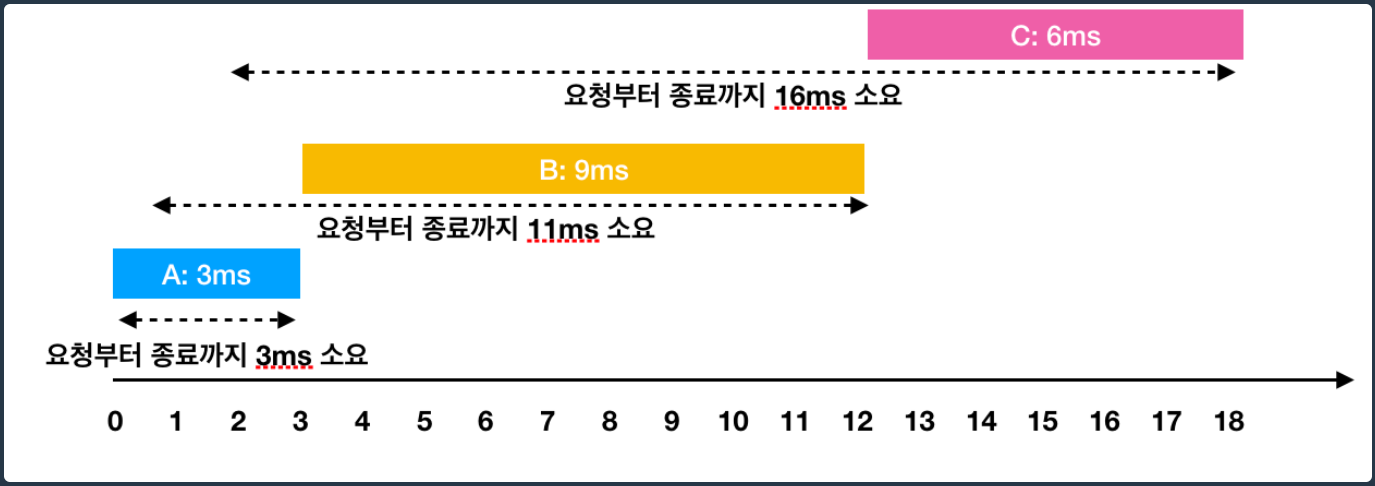 C: 6ms
요청부터 종료까지 16ms 소요
B: 9ms
요청부터 종료까지 11ms 소요
A: 3ms
요청부터 종료까지 3ms 소요
0 1 2 3 4 5 6 7 8 9 10 11 12 13 14 15 16 17 18